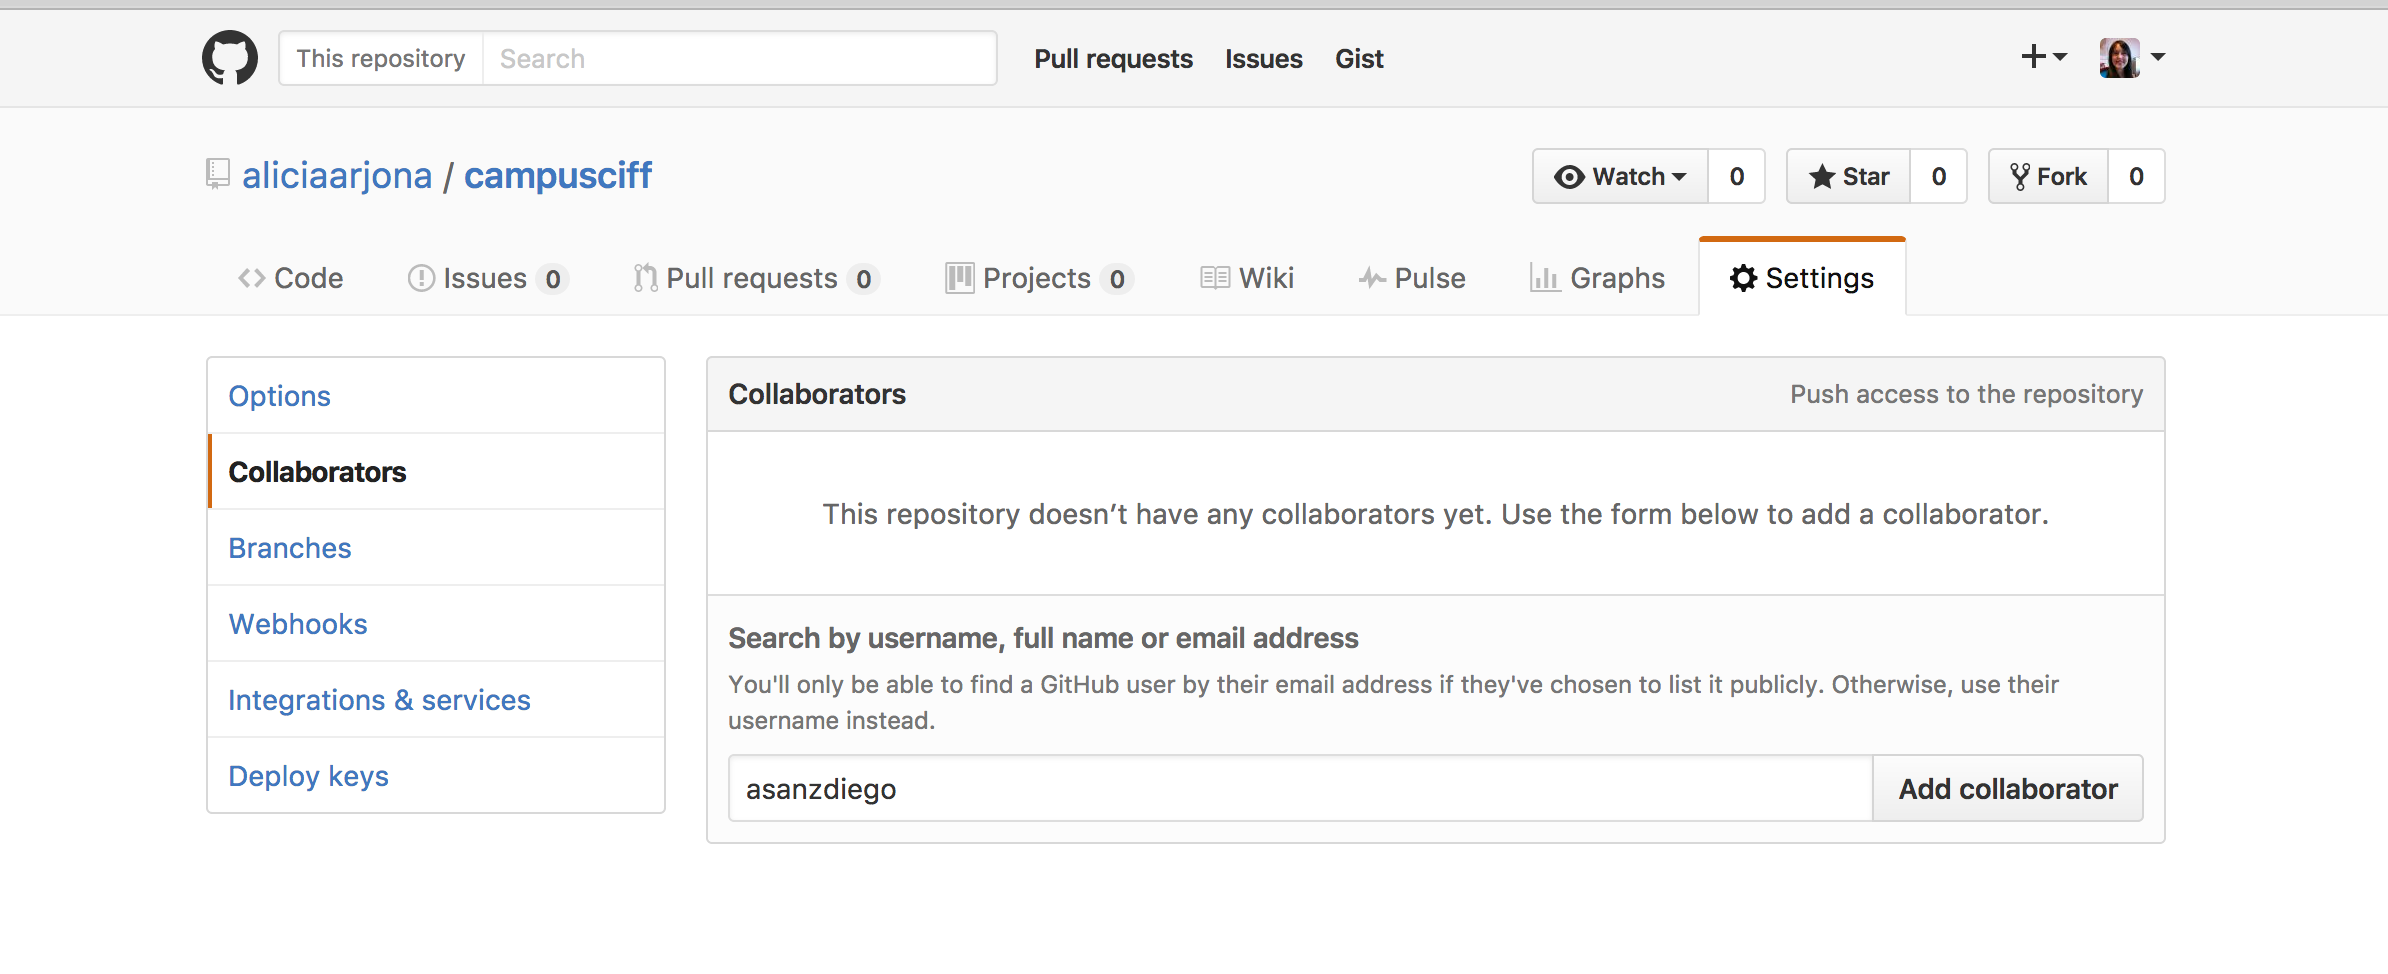 This repository Search Pull requests Issues Gist
aliciaarjona / campusciff Watch 0 Star 0 Fork 0
Code Issues 0 Pull requests 0 Projects 0 Wiki Pulse Graphs Settings
Options
Collaborators
Branches
Webhooks
Integrations & services
Deploy keys
Collaborators Push access to the repository
This repository doesn’t have any collaborators yet. Use the form below to add a collaborator.
Search by username, full name or email address
You'll only be able to find a GitHub user by their email address if they've chosen to list it publicly. Otherwise, use their
username instead.
asanzdiego Add collaborator